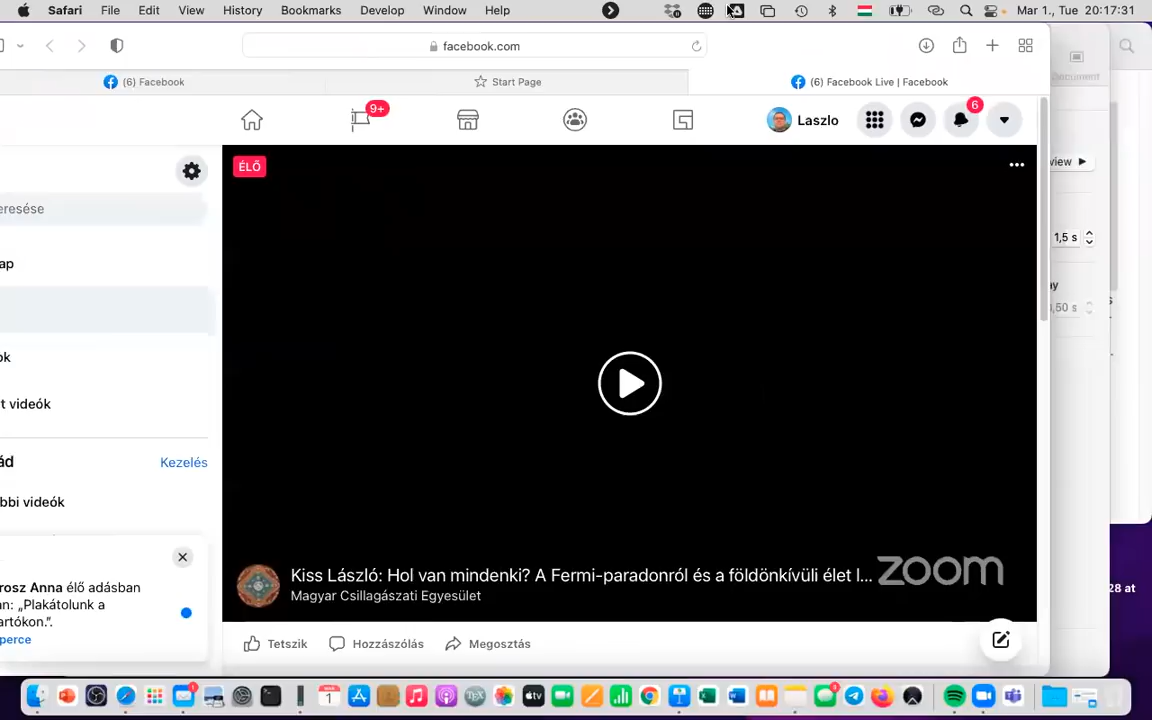 Safari File Edit View History Bookmarks Develop Window Help Mar 1., Tue 20:17:31
facebook.com
(6) Facebook
Start Page
(6) Facebook Live | Facebook
Document
9+
Laszlo
6
ÉLŐ
view
eresése
1,5 s
ap
ay
,50 s
ok
t videók
ád
Kezelés
bbi videók
Kiss László: Hol van mindenki? A Fermi-paradonról és a földönkívüli élet l...
Magyar Csillagászati Egyesület
zoom
rosz Anna élő adásban
an: „Plakátolunk a
artókon.”.
perce
28 at
Tetszik
Hozzászólás
Megosztás